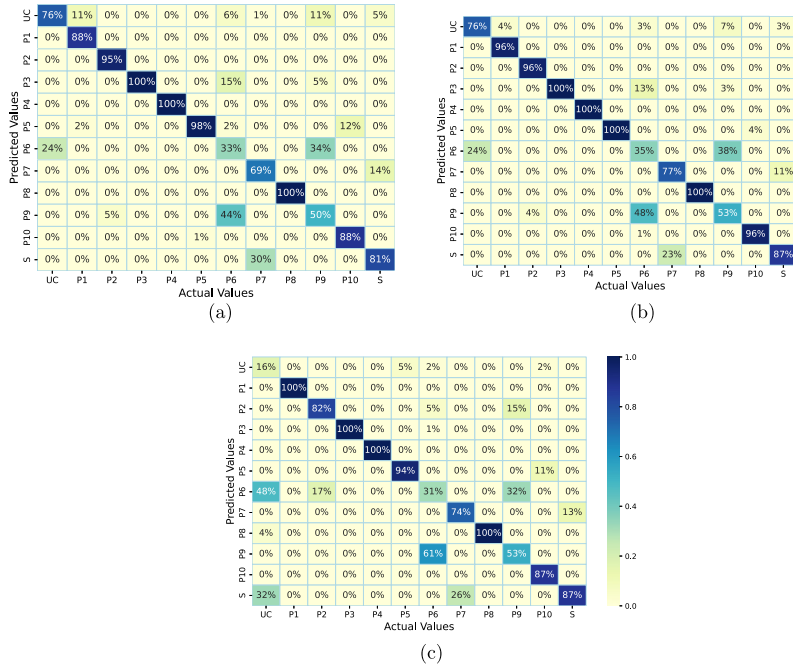 UC 76% 11% 0% 0% 0% 0% 6% 1% 0% 11% 0% 5%
P1 0% 88% 0% 0% 0% 0% 0% 0% 0% 0% 0% 0%
P2 0% 0% 95% 0% 0% 0% 0% 0% 0% 0% 0% 0%
P3 0% 0% 0% 100% 0% 0% 15% 0% 0% 5% 0% 0%
P4 0% 0% 0% 0% 100% 0% 0% 0% 0% 0% 0% 0%
P5 0% 2% 0% 0% 0% 98% 2% 0% 0% 0% 12% 0%
P6 24% 0% 0% 0% 0% 0% 33% 0% 0% 34% 0% 0%
P7 0% 0% 0% 0% 0% 0% 0% 69% 0% 0% 0% 14%
P8 0% 0% 0% 0% 0% 0% 0% 0% 100% 0% 0% 0%
P9 0% 0% 5% 0% 0% 0% 44% 0% 0% 50% 0% 0%
P10 0% 0% 0% 0% 0% 1% 0% 0% 0% 0% 88% 0%
S 0% 0% 0% 0% 0% 0% 0% 30% 0% 0% 0% 81%
UC P1 P2 P3 P4 P5 P6 P7 P8 P9 P10 S
Predicted Values
Actual Values
(a)
UC 76% 4% 0% 0% 0% 0% 3% 0% 0% 7% 0% 3%
P1 0% 96% 0% 0% 0% 0% 0% 0% 0% 0% 0% 0%
P2 0% 0% 96% 0% 0% 0% 0% 0% 0% 0% 0% 0%
P3 0% 0% 0% 100% 0% 0% 13% 0% 0% 3% 0% 0%
P4 0% 0% 0% 0% 100% 0% 0% 0% 0% 0% 0% 0%
P5 0% 0% 0% 0% 0% 100% 0% 0% 0% 0% 4% 0%
P6 24% 0% 0% 0% 0% 0% 35% 0% 0% 38% 0% 0%
P7 0% 0% 0% 0% 0% 0% 0% 77% 0% 0% 0% 11%
P8 0% 0% 0% 0% 0% 0% 0% 0% 100% 0% 0% 0%
P9 0% 0% 4% 0% 0% 0% 48% 0% 0% 53% 0% 0%
P10 0% 0% 0% 0% 0% 0% 1% 0% 0% 0% 96% 0%
S 0% 0% 0% 0% 0% 0% 0% 23% 0% 0% 0% 87%
UC P1 P2 P3 P4 P5 P6 P7 P8 P9 P10 S
Predicted Values
Actual Values
(b)
UC 16% 0% 0% 0% 0% 5% 2% 0% 0% 0% 2% 0%
P1 0% 100% 0% 0% 0% 0% 0% 0% 0% 0% 0% 0%
P2 0% 0% 82% 0% 0% 0% 5% 0% 0% 15% 0% 0%
P3 0% 0% 0% 100% 0% 0% 1% 0% 0% 0% 0% 0%
P4 0% 0% 0% 0% 100% 0% 0% 0% 0% 0% 0% 0%
P5 0% 0% 0% 0% 0% 94% 0% 0% 0% 0% 11% 0%
P6 48% 0% 17% 0% 0% 0% 31% 0% 0% 32% 0% 0%
P7 0% 0% 0% 0% 0% 0% 0% 74% 0% 0% 0% 13%
P8 4% 0% 0% 0% 0% 0% 0% 0% 100% 0% 0% 0%
P9 0% 0% 0% 0% 0% 0% 61% 0% 0% 53% 0% 0%
P10 0% 0% 0% 0% 0% 0% 0% 0% 0% 0% 87% 0%
S 32% 0% 0% 0% 0% 0% 0% 26% 0% 0% 0% 87%
UC P1 P2 P3 P4 P5 P6 P7 P8 P9 P10 S
Predicted Values
Actual Values
1.0
0.8
0.6
0.4
0.2
0.0
(c)